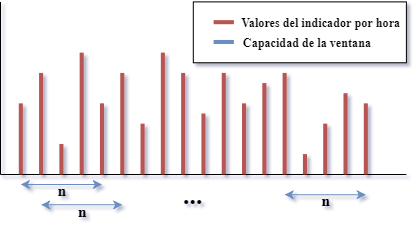 Valores del indicador por hora
Capacidad de la ventana
n
n
...
n